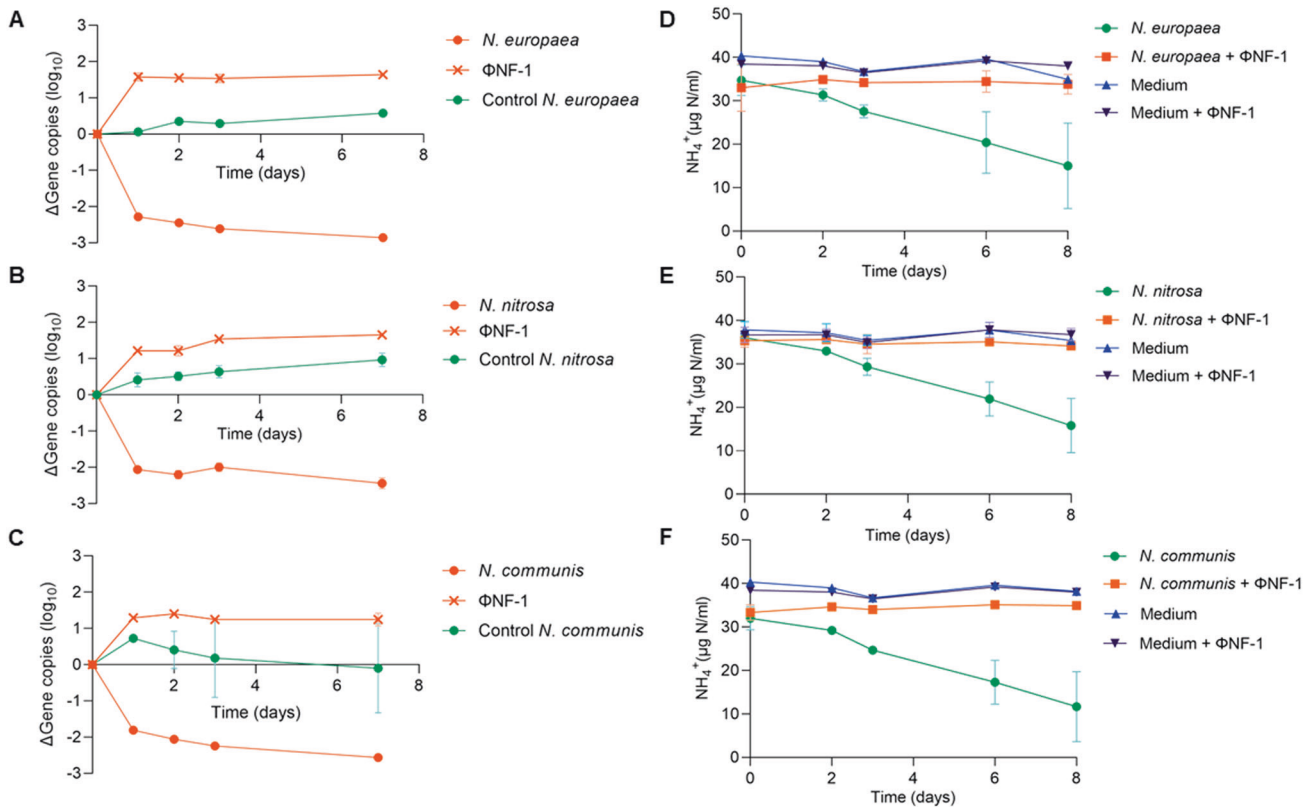 A
ΔGene copies (log10)
3
2
1
0
-1
-2
-3
2
4
6
8
Time (days)
N. europaea
ΦNF-1
Control N. europaea
D
NH4+(µg N/ml)
50
40
30
20
10
0
0
2
4
6
8
Time (days)
N. europaea
N. europaea + ΦNF-1
Medium
Medium + ΦNF-1
B
ΔGene copies (log10)
3
2
1
0
-1
-2
-3
2
4
6
8
Time (days)
N. nitrosa
ΦNF-1
Control N. nitrosa
E
NH4+(µg N/ml)
50
40
30
20
10
0
0
2
4
6
8
Time (days)
N. nitrosa
N. nitrosa + ΦNF-1
Medium
Medium + ΦNF-1
C
ΔGene copies (log10)
3
2
1
0
-1
-2
-3
2
4
6
8
Time (days)
N. communis
ΦNF-1
Control N. communis
F
NH4+(µg N/ml)
50
40
30
20
10
0
0
2
4
6
8
Time (days)
N. communis
N. communis + ΦNF-1
Medium
Medium + ΦNF-1